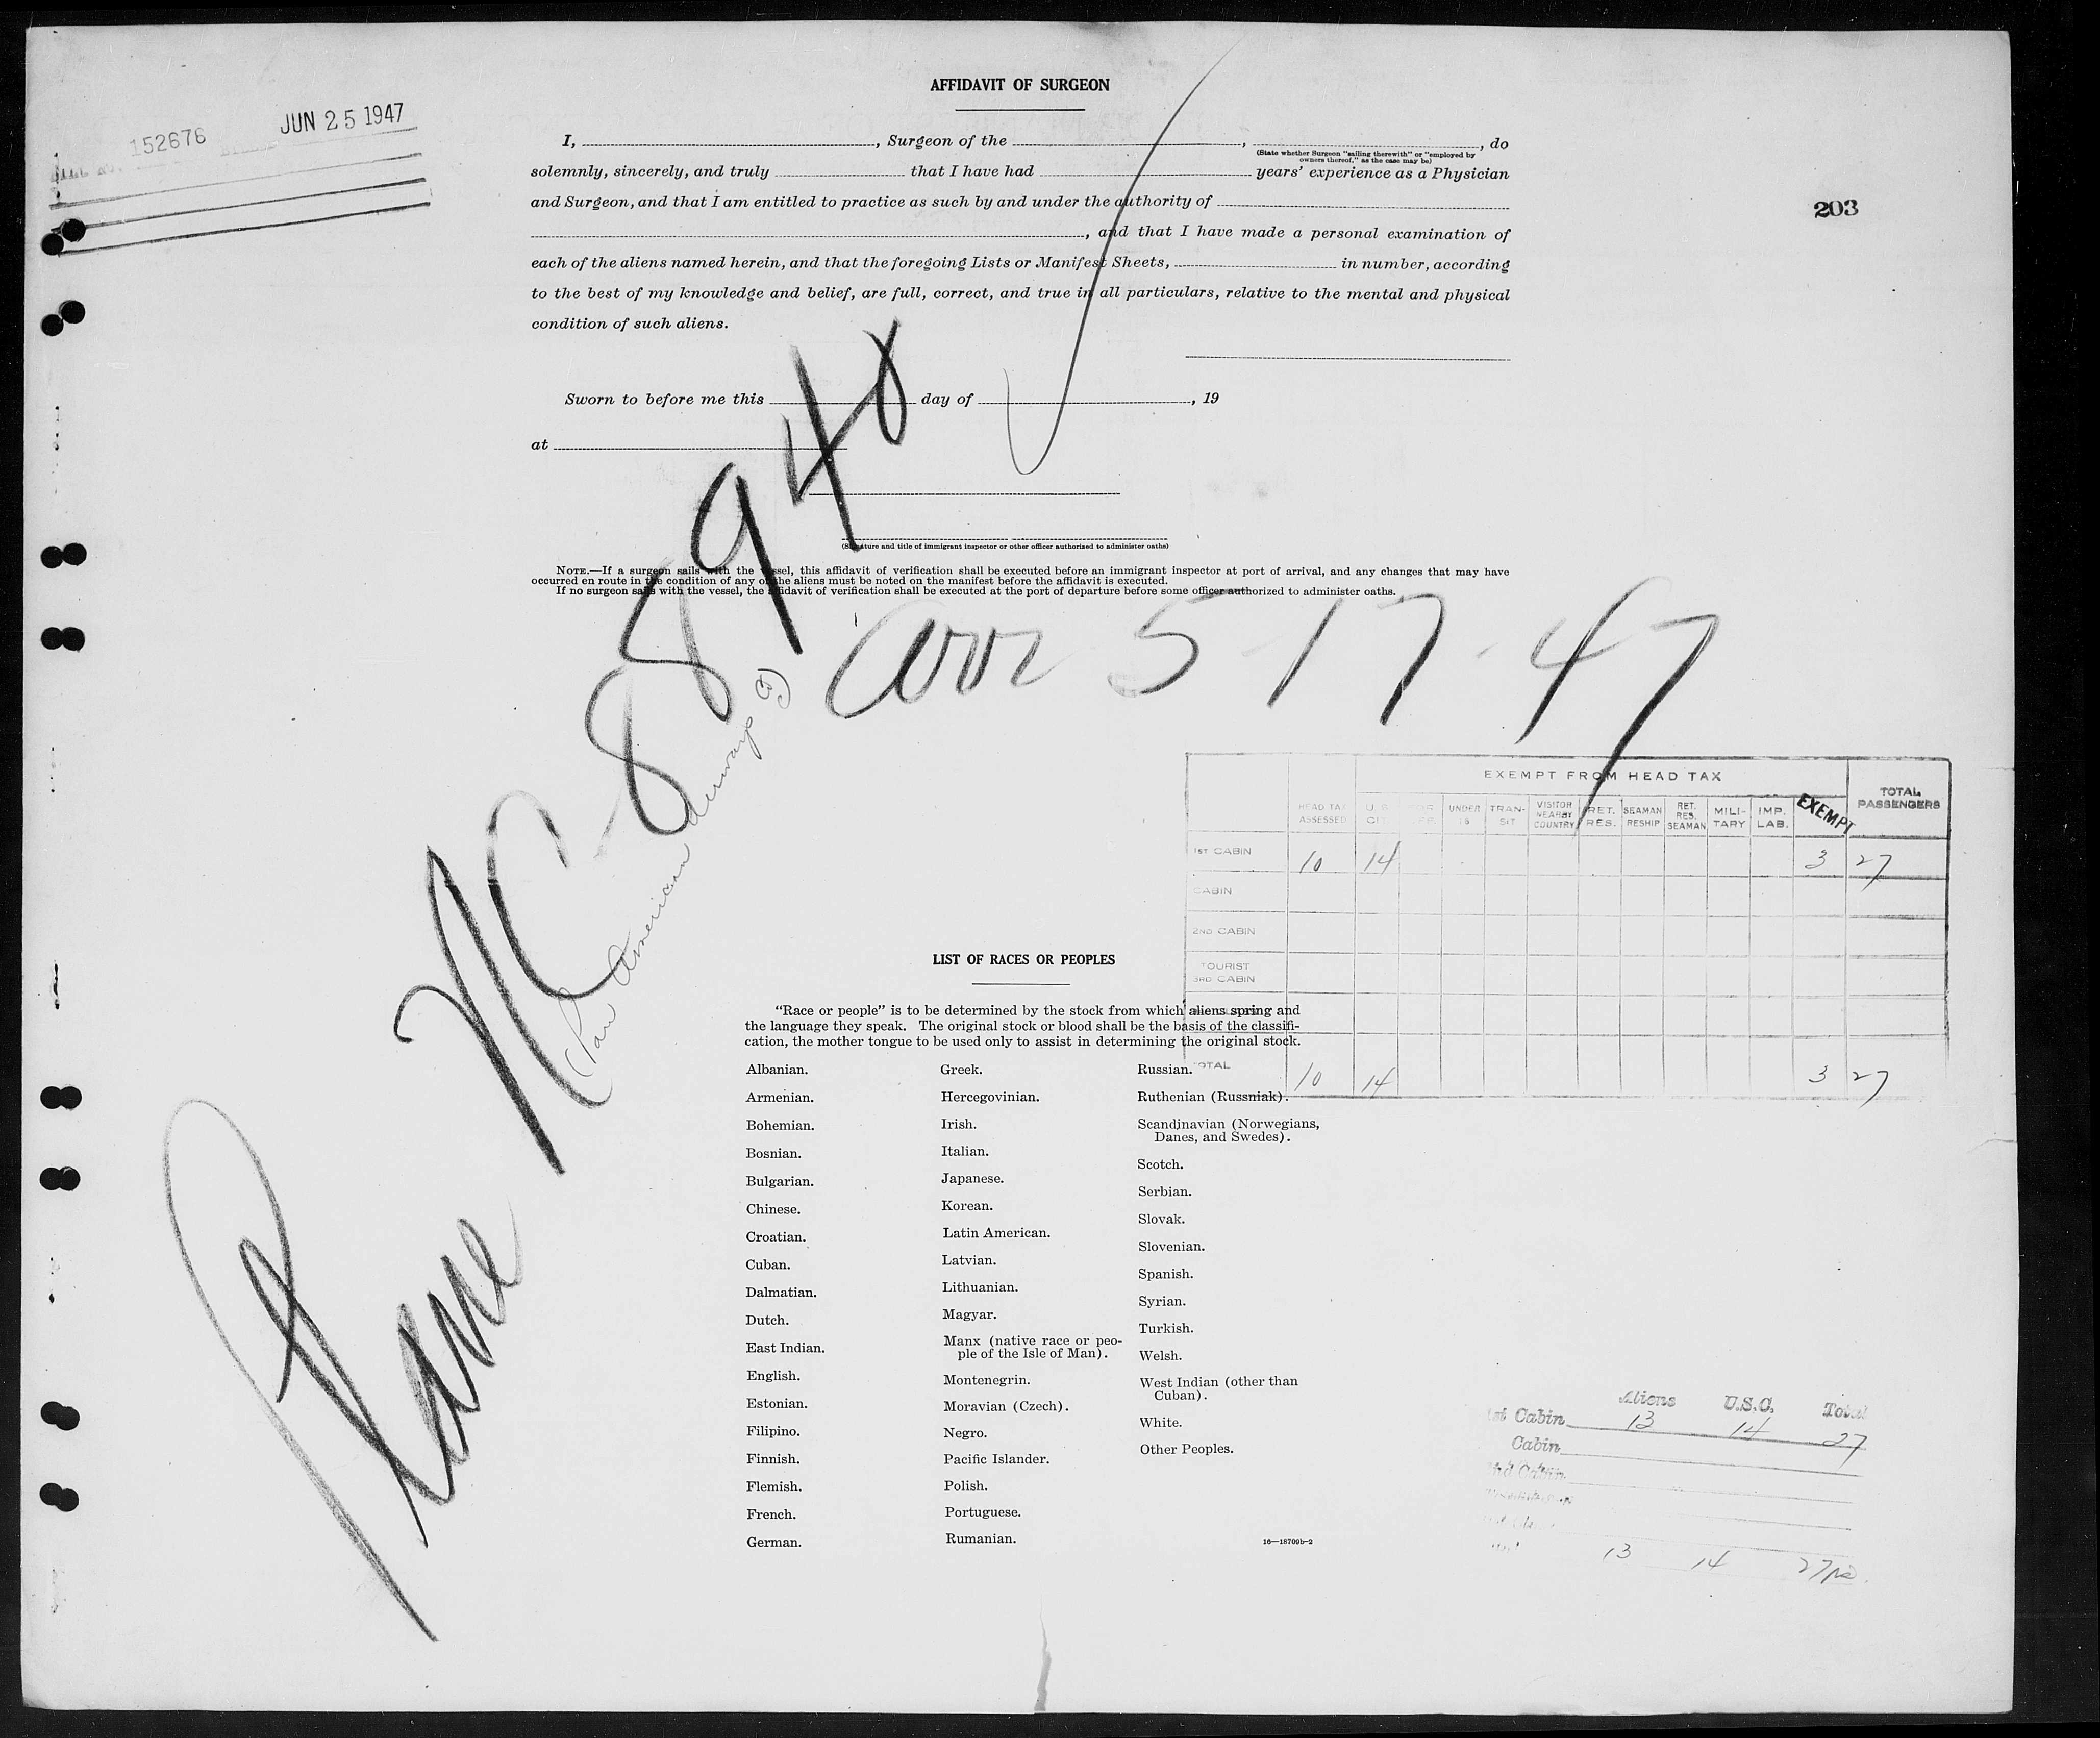 152676 JUN 25 1947
203
AFFIDAVIT OF SURGEON
I, , Surgeon of the , , do
(State whether Surgeon "sailing therewith" or "employed by
owners thereof," as the case may be)
solemnly, sincerely, and truly that I have had years' experience as a Physician
and Surgeon, and that I am entitled to practice as such by and under the authority of
, and that I have made a personal examination of
each of the aliens named herein, and that the foregoing Lists or Manifest Sheets, in number, according
to the best of my knowledge and belief, are full, correct, and true in all particulars, relative to the mental and physical
condition of such aliens.
Sworn to before me this day of , 19
at
(Signature and title of immigrant inspector or other officer authorized to administer oaths)
NOTE.—If a surgeon sails with the vessel, this affidavit of verification shall be executed before an immigrant inspector at port of arrival, and any changes that may have
occurred en route in the condition of any of the aliens must be noted on the manifest before the affidavit is executed.
If no surgeon sails with the vessel, the affidavit of verification shall be executed at the port of departure before some officer authorized to administer oaths.
Plane NC-88940
(Pan American Airways
Arr 5-17-47
EXEMPT FROM HEAD TAX
HEAD TAX ASSESSED U.S. CIT. UNDER 16 TRAN-SIT VISITOR NEARBY COUNTRY RET. RES. SEAMAN RESHIP RET. RES. SEAMAN MILI-TARY IMP. LAB. EXEMPT TOTAL PASSENGERS
1ST CABIN 10 14 3 27
CABIN
2ND CABIN
TOURIST
3RD CABIN
TOTAL 10 14 3 27
LIST OF RACES OR PEOPLES
"Race or people" is to be determined by the stock from which aliens spring and
the language they speak. The original stock or blood shall be the basis of the classifi-
cation, the mother tongue to be used only to assist in determining the original stock.
Albanian.
Armenian.
Bohemian.
Bosnian.
Bulgarian.
Chinese.
Croatian.
Cuban.
Dalmatian.
Dutch.
East Indian.
English.
Estonian.
Filipino.
Finnish.
Flemish.
French.
German.
Greek.
Hercegovinian.
Irish.
Italian.
Japanese.
Korean.
Latin American.
Latvian.
Lithuanian.
Magyar.
Manx (native race or peo-
ple of the Isle of Man).
Montenegrin.
Moravian (Czech).
Negro.
Pacific Islander.
Polish.
Portuguese.
Rumanian.
Russian.
Ruthenian (Russniak).
Scandinavian (Norwegians,
Danes, and Swedes).
Scotch.
Serbian.
Slovak.
Slovenian.
Spanish.
Syrian.
Turkish.
Welsh.
West Indian (other than
Cuban).
White.
Other Peoples.
16—18709b-2
Aliens U.S.C. Total
1st Cabin 13 14 27
Cabin
2nd Cabin
13 14 27